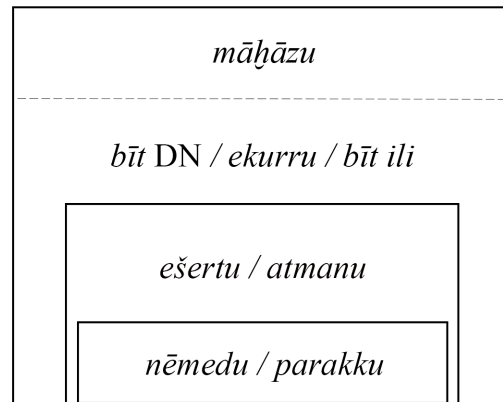 māḫāzu
bīt DN / ekurru / bīt ili
ešertu / atmanu
nēmedu / parakku